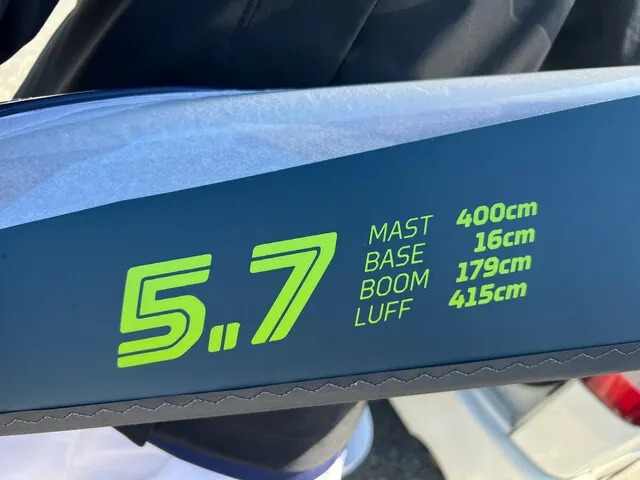 5.7
MAST 400cm
BASE 16cm
BOOM 179cm
LUFF 415cm